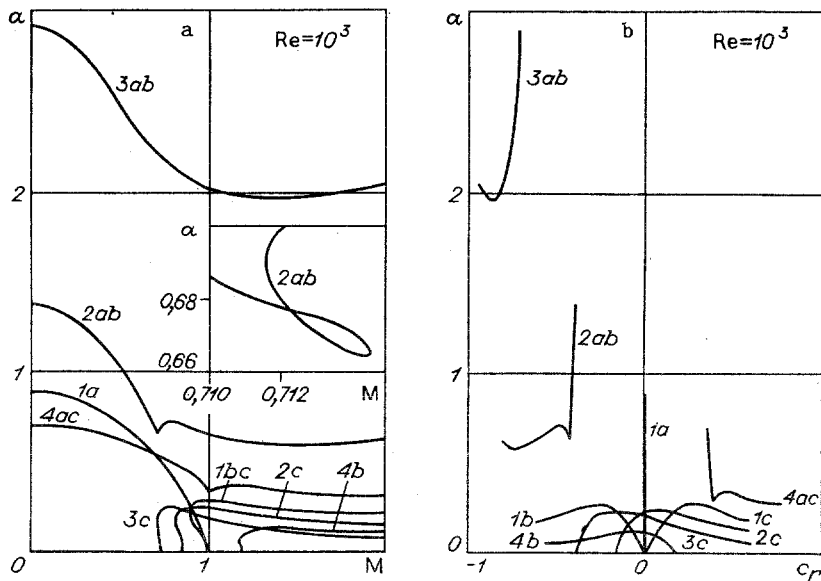 α a Re=10³
3ab
2
α
2ab
0,68
0,66
0,710 0,712 M
2ab
1
1a
4ac
1bc 2c 4b
3c
0 1 M
α b Re=10³
3ab
2
2ab
1
1a
4ac
1b 1c
4b 3c 2c
0
-1 0 c_r